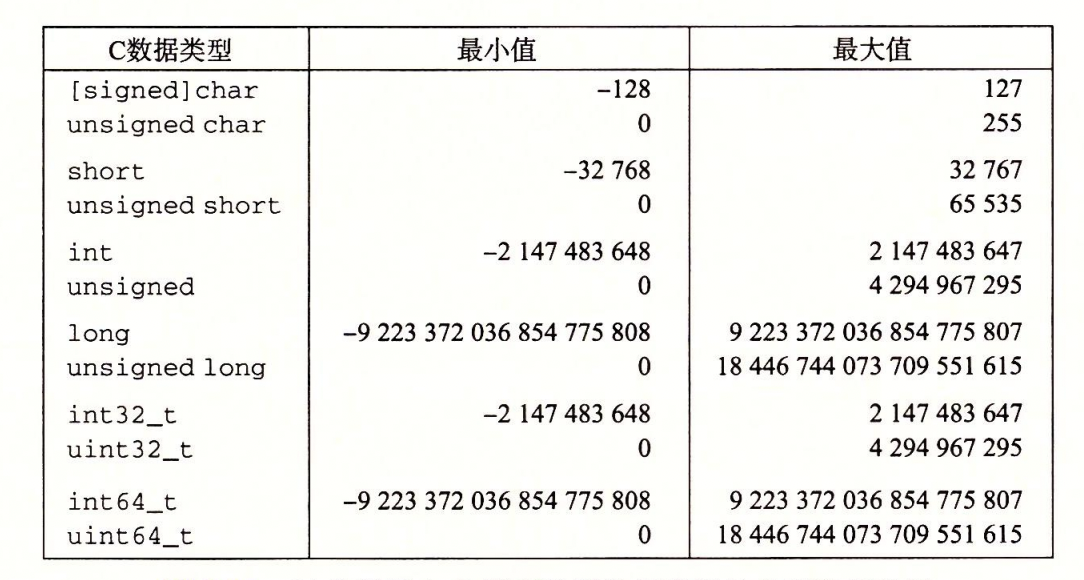 C数据类型 最小值 最大值
[signed]char –128 127
unsigned char 0 255
short –32 768 32 767
unsigned short 0 65 535
int –2 147 483 648 2 147 483 647
unsigned 0 4 294 967 295
long –9 223 372 036 854 775 808 9 223 372 036 854 775 807
unsigned long 0 18 446 744 073 709 551 615
int32_t –2 147 483 648 2 147 483 647
uint32_t 0 4 294 967 295
int64_t –9 223 372 036 854 775 808 9 223 372 036 854 775 807
uint64_t 0 18 446 744 073 709 551 615